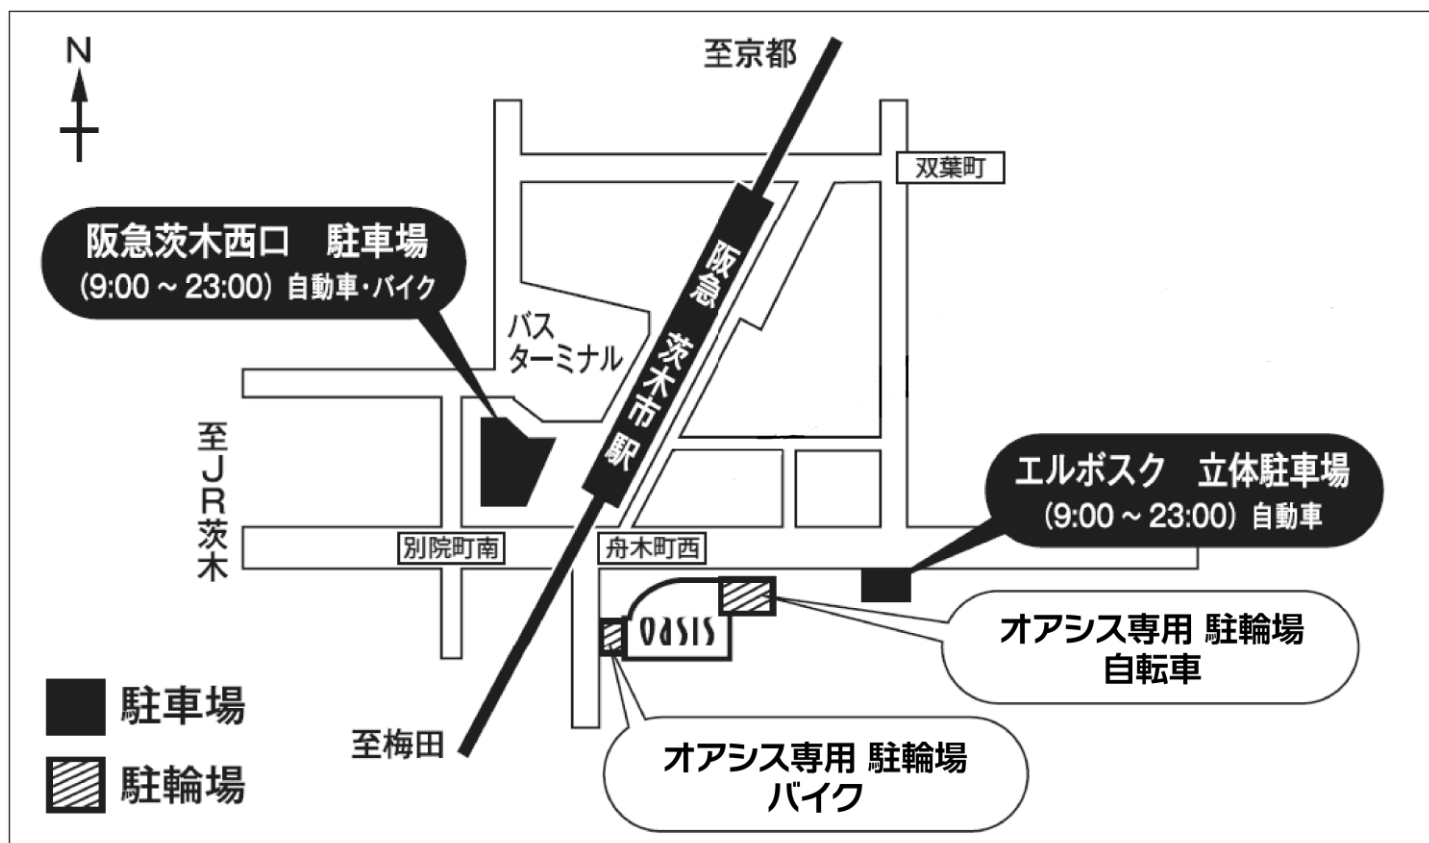 N
至京都
双葉町
阪急茨木西口　駐車場
(9:00 ~ 23:00) 自動車・バイク
阪急 茨木市駅
バス
ターミナル
至JR茨木
エルボスク　立体駐車場
(9:00 ~ 23:00) 自動車
別院町南
舟木町西
OASIS
オアシス専用 駐輪場
自転車
駐車場
至梅田
オアシス専用 駐輪場
バイク
駐輪場